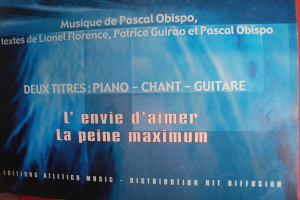 Musique de Pascal Obispo,
textes de Lionel Florence, Patrice Guirao et Pascal Obispo
DEUX TITRES : PIANO - CHANT - GUITARE
L' envie d'aimer
La peine maximum
EDITIONS ATLETICO MUSIC - DISTRIBUTION HIT DIFFUSION